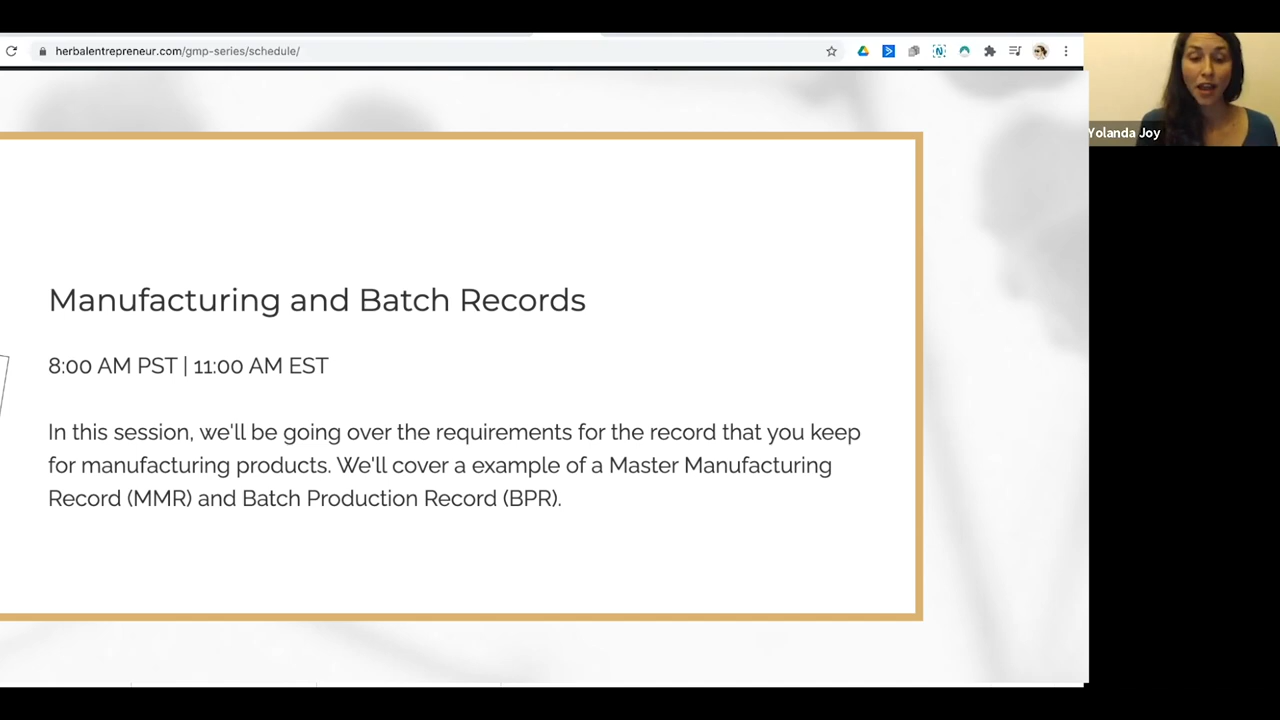 herbalentrepreneur.com/gmp-series/schedule/
Yolanda Joy
Manufacturing and Batch Records
8:00 AM PST | 11:00 AM EST
In this session, we'll be going over the requirements for the record that you keep
for manufacturing products. We'll cover a example of a Master Manufacturing
Record (MMR) and Batch Production Record (BPR).